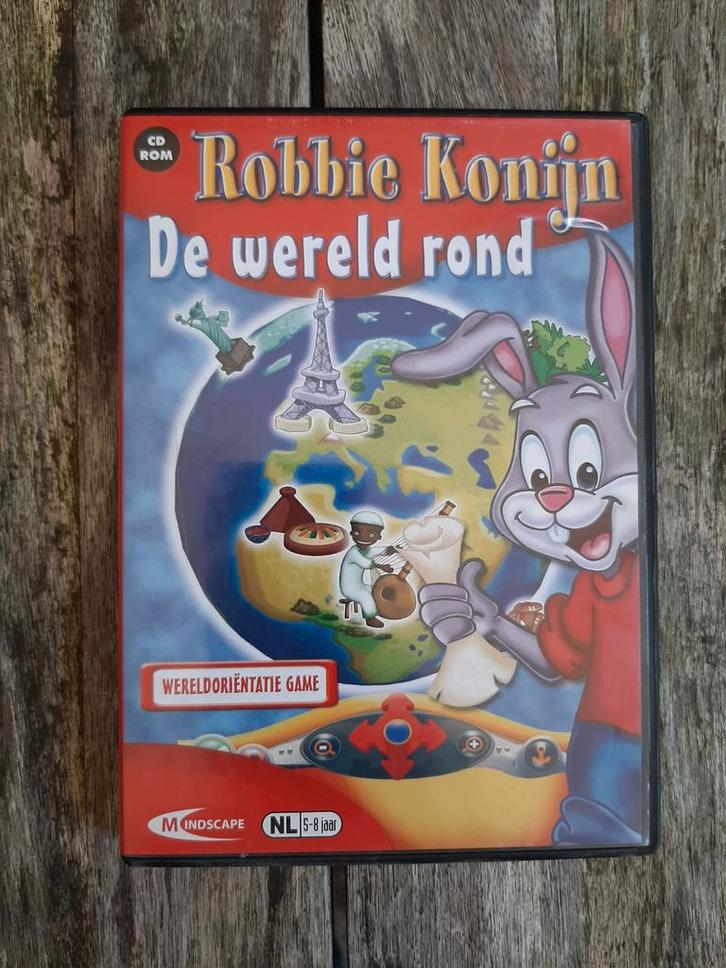 CD
ROM
Robbie Konijn
De wereld rond
WERELDORIËNTATIE GAME
MINDSCAPE
NL 5-8 jaar